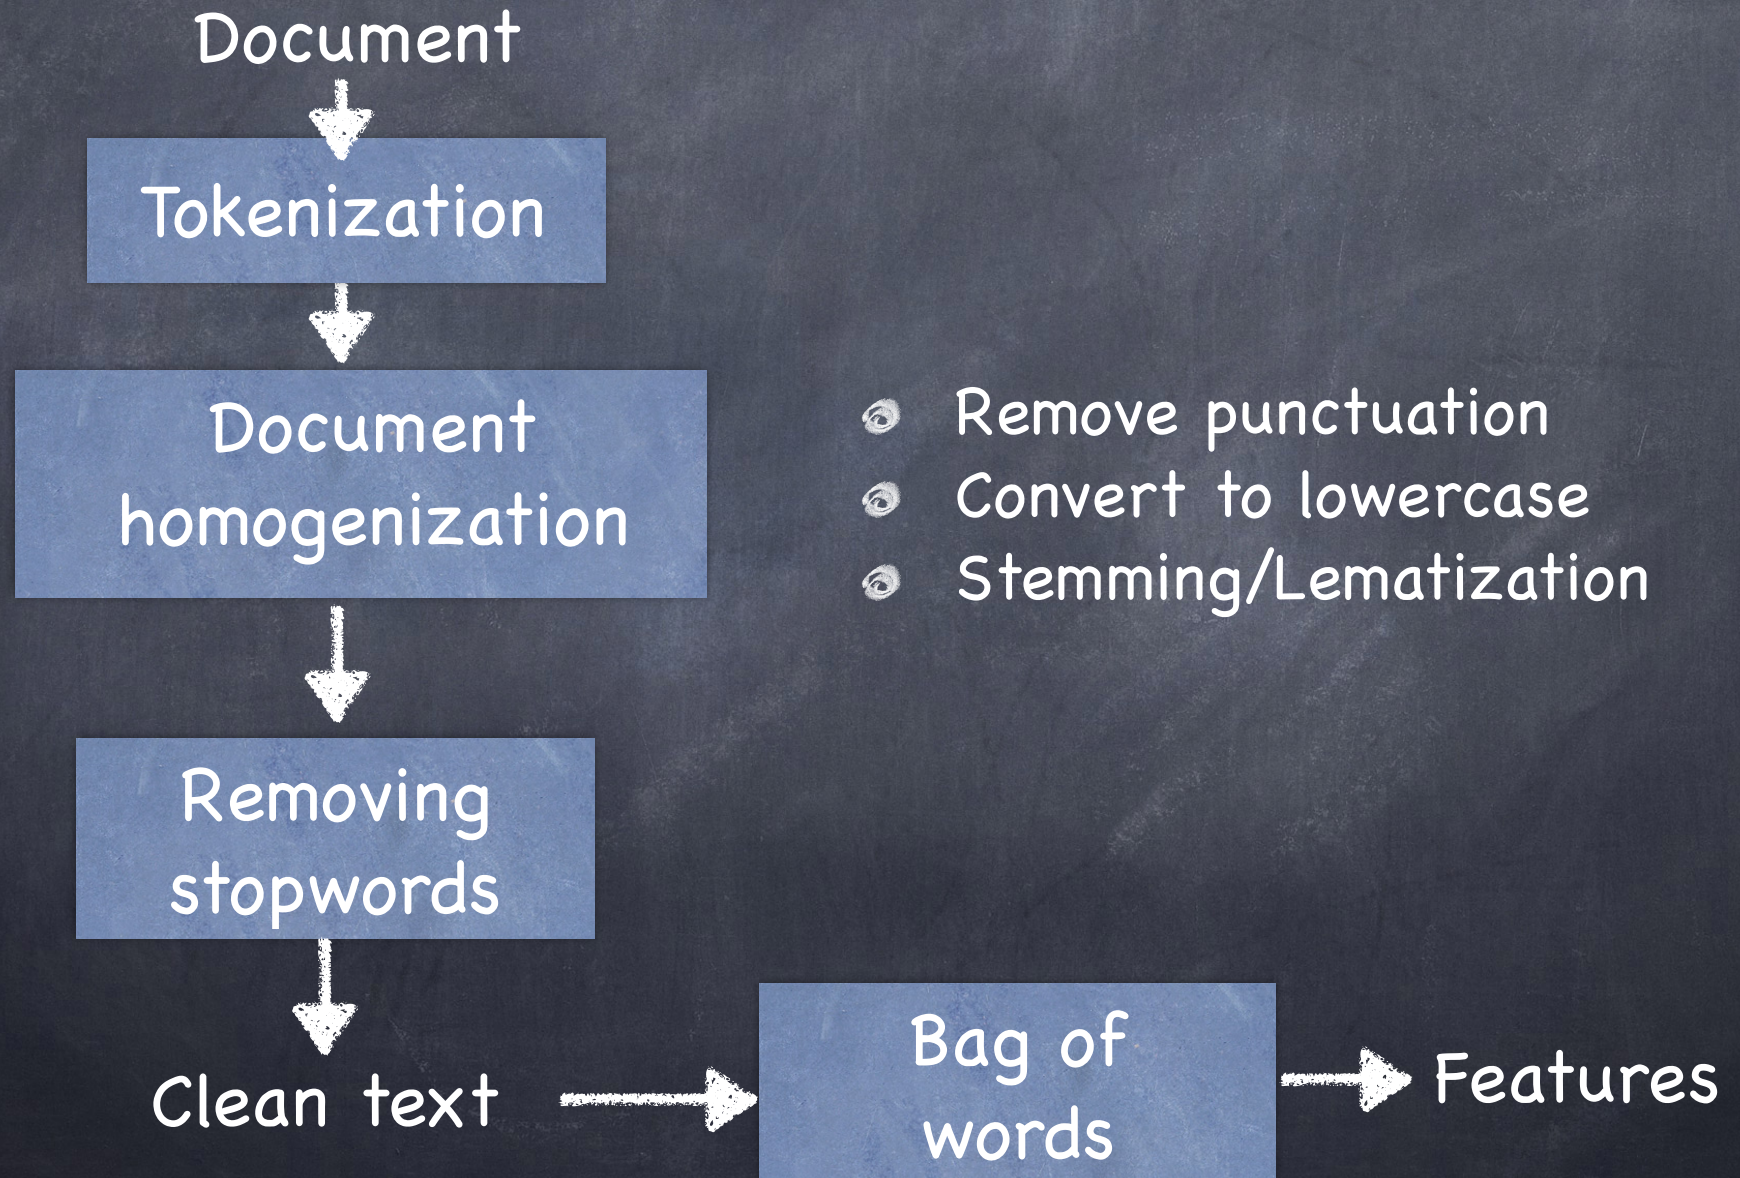 Document
Tokenization
Document
homogenization
Remove punctuation
Convert to lowercase
Stemming/Lematization
Removing
stopwords
Clean text
Bag of
words
Features